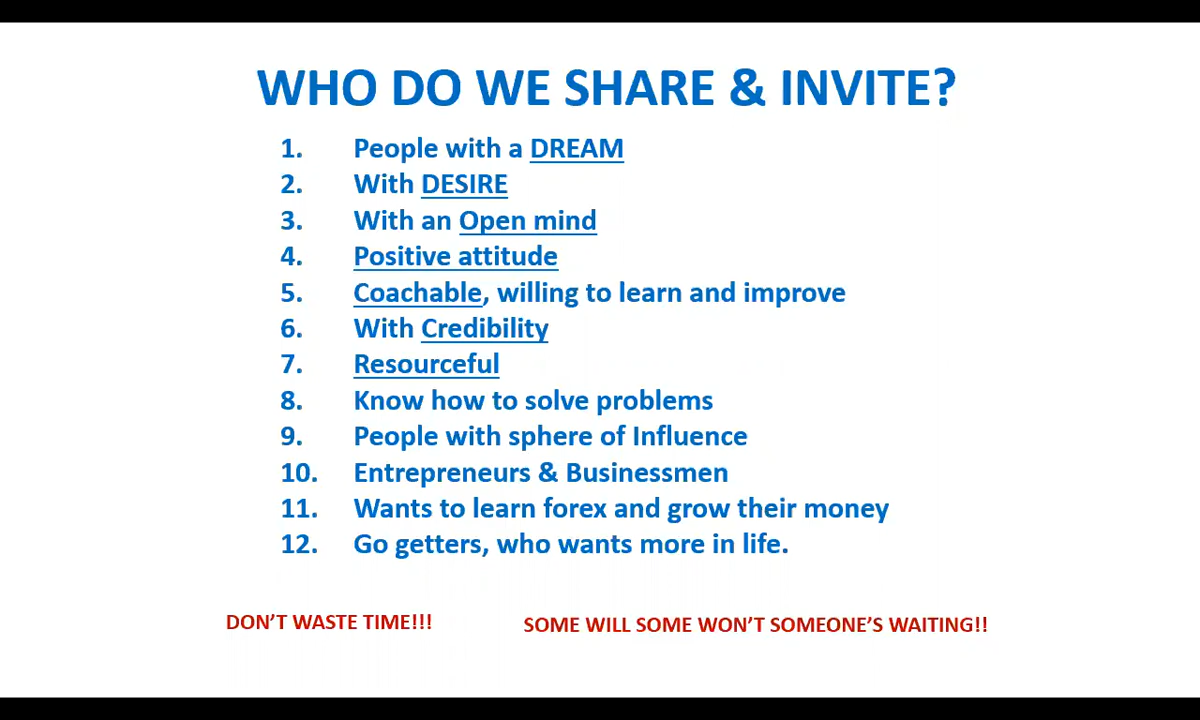 WHO DO WE SHARE & INVITE?
1. People with a DREAM
2. With DESIRE
3. With an Open mind
4. Positive attitude
5. Coachable, willing to learn and improve
6. With Credibility
7. Resourceful
8. Know how to solve problems
9. People with sphere of Influence
10. Entrepreneurs & Businessmen
11. Wants to learn forex and grow their money
12. Go getters, who wants more in life.
DON'T WASTE TIME!!!
SOME WILL SOME WON'T SOMEONE'S WAITING!!